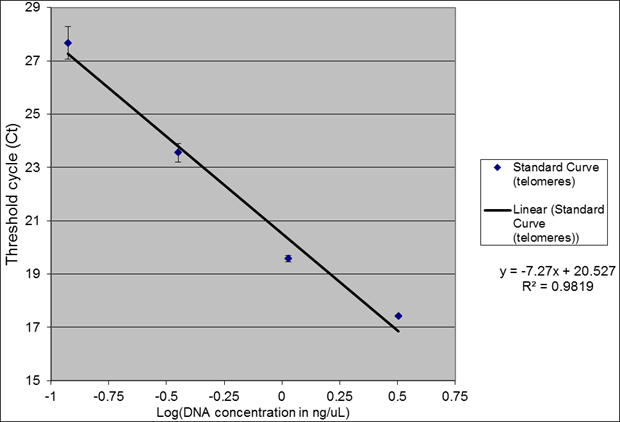 29
27
25
23
21
19
17
15
-1
-0.75
-0.5
-0.25
0
0.25
0.5
0.75
Threshold cycle (Ct)
Log(DNA concentration in ng/uL)
Standard Curve
(telomeres)
Linear (Standard
Curve
(telomeres))
y = -7.27x + 20.527
R² = 0.9819